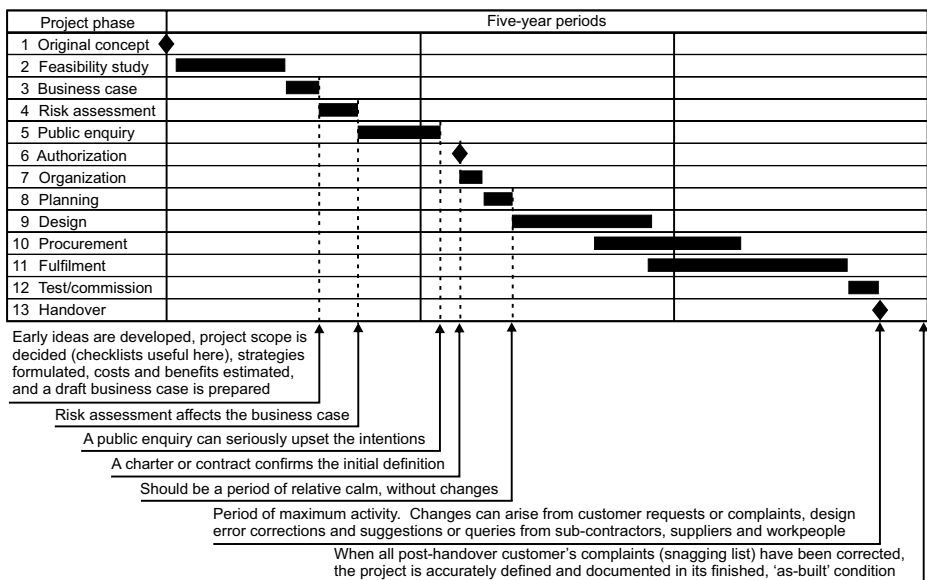 Project phase Five-year periods
1 Original concept
2 Feasibility study
3 Business case
4 Risk assessment
5 Public enquiry
6 Authorization
7 Organization
8 Planning
9 Design
10 Procurement
11 Fulfilment
12 Test/commission
13 Handover
Early ideas are developed, project scope is
decided (checklists useful here), strategies
formulated, costs and benefits estimated,
and a draft business case is prepared
Risk assessment affects the business case
A public enquiry can seriously upset the intentions
A charter or contract confirms the initial definition
Should be a period of relative calm, without changes
Period of maximum activity. Changes can arise from customer requests or complaints, design
error corrections and suggestions or queries from sub-contractors, suppliers and workpeople
When all post-handover customer's complaints (snagging list) have been corrected,
the project is accurately defined and documented in its finished, 'as-built' condition